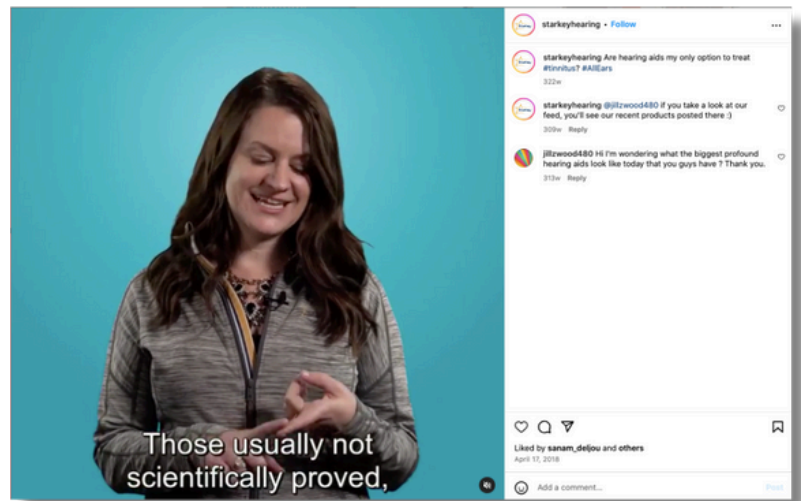 starkeyhearing • Follow
starkeyhearing Are hearing aids my only option to treat
#tinnitus? #AllEars
322w
starkeyhearing @jillzwood480 if you take a look at our
feed, you'll see our recent products posted there :)
309w Reply
jillzwood480 Hi I'm wondering what the biggest profound
hearing aids look like today that you guys have ? Thank you.
313w Reply
Those usually not
scientifically proved,
Liked by sanam_deljou and others
April 17, 2018
Add a comment...
Post